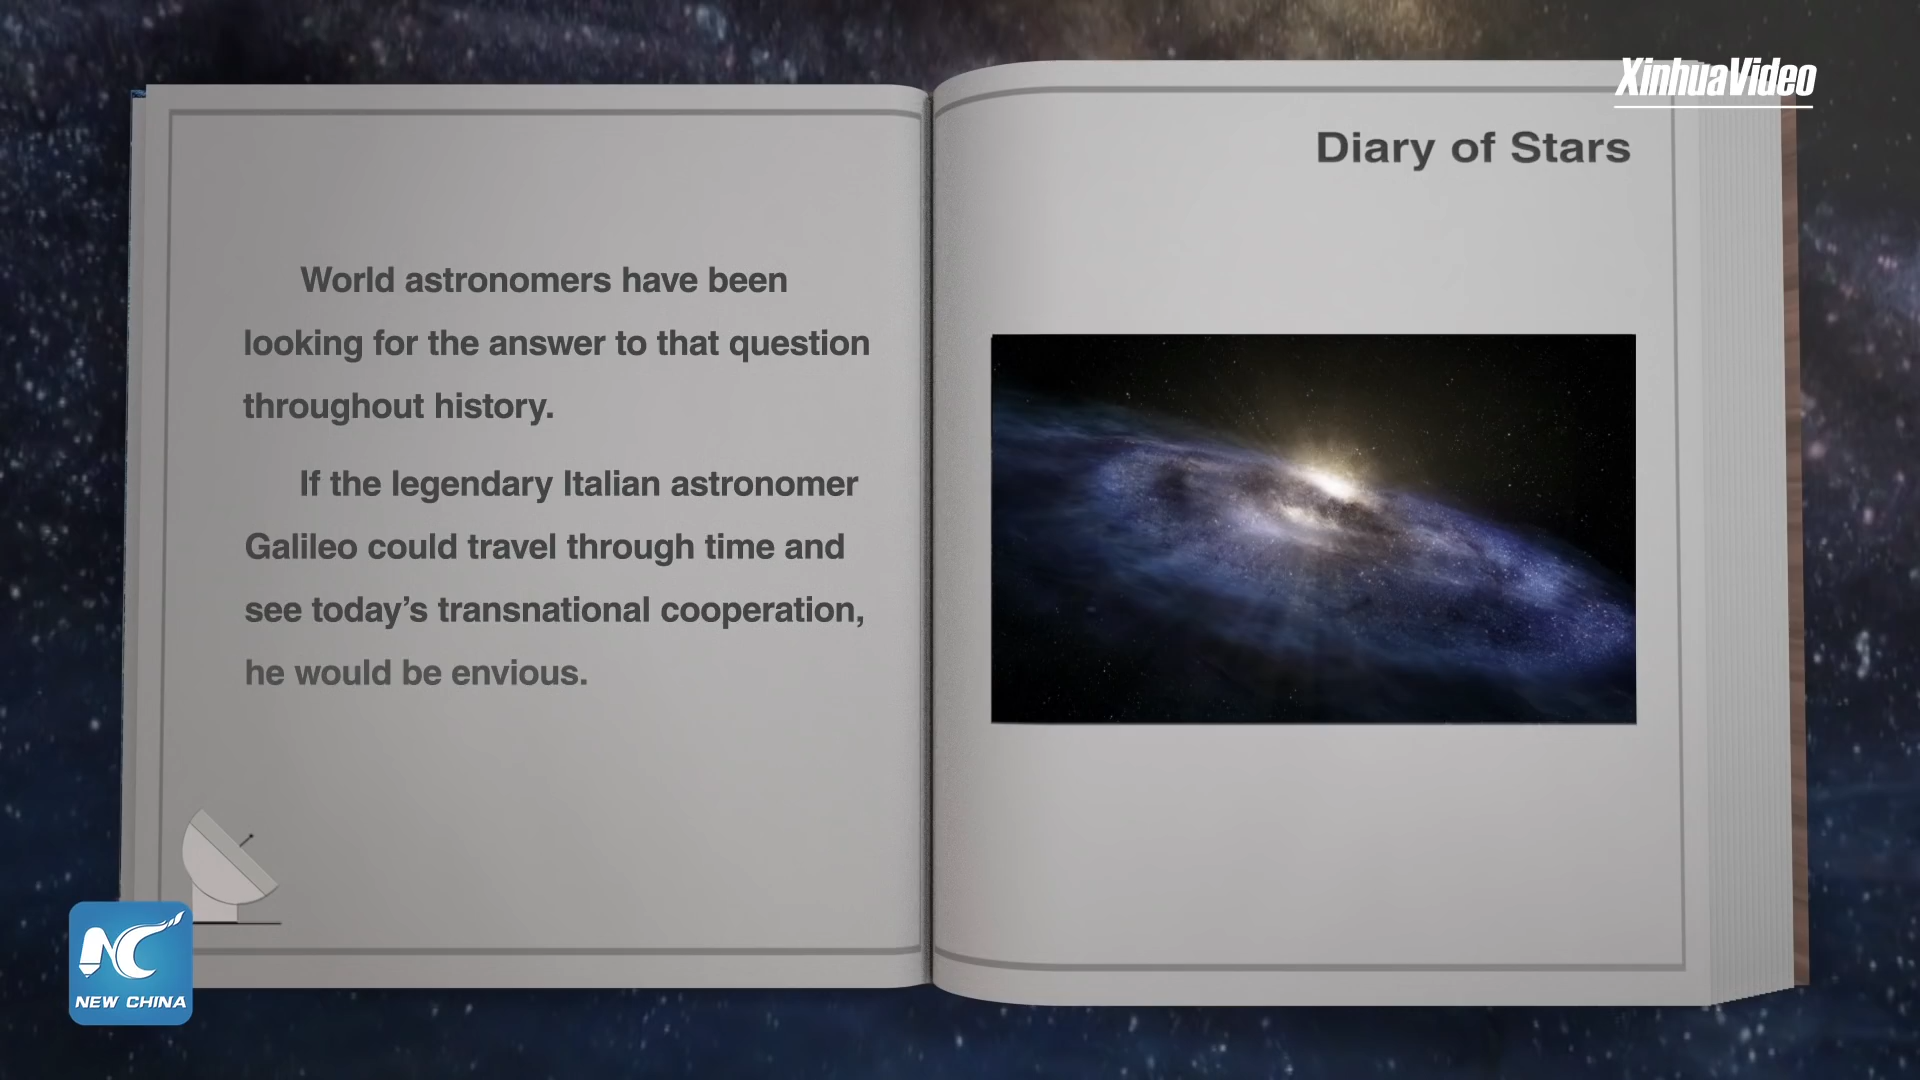 XinhuaVideo
Diary of Stars
World astronomers have been
looking for the answer to that question
throughout history.
If the legendary Italian astronomer
Galileo could travel through time and
see today’s transnational cooperation,
he would be envious.
NC
NEW CHINA